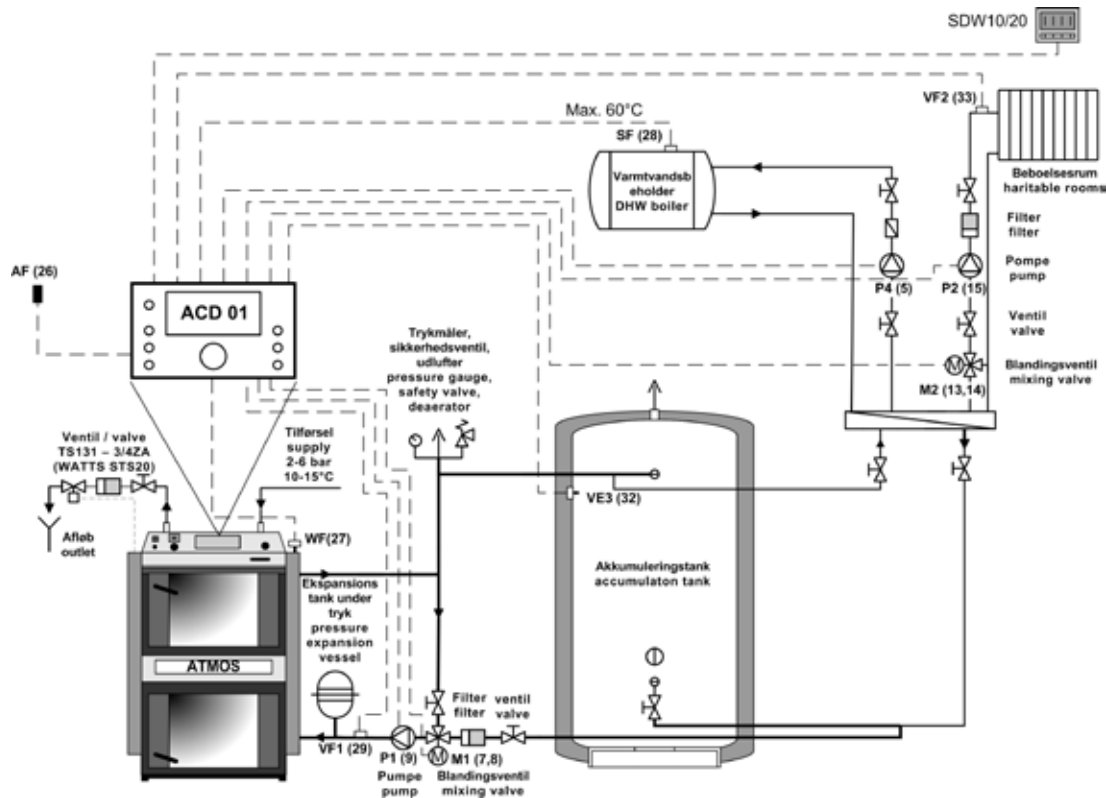 SDW10/20
VF2 (33)
Max. 60°C
SF (28)
Varmtvandsb
eholder
DHW boiler
Beboelsesrum
haritable rooms
Filter
filter
AF (26)
Pompe
pump
P4 (5)
P2 (15)
ACD 01
Ventil
valve
Trykmåler,
sikkerhedsventil,
udlufter
pressure gauge,
safety valve,
deaerator
M
Blandingsventil
mixing valve
M2 (13,14)
Ventil / valve
TS131 – 3/4ZA
(WATTS STS20)
Tilførsel
supply
2-6 bar
10-15°C
VE3 (32)
Afløb
outlet
WF(27)
Ekspansions
tank under
tryk
pressure
expansion
vessel
Akkumuleringstank
accumulaton tank
ATMOS
Filter
filter
ventil
valve
VF1 (29)
P1 (9)
Pumpe
pump
M
M1 (7,8)
Blandingsventil
mixing valve